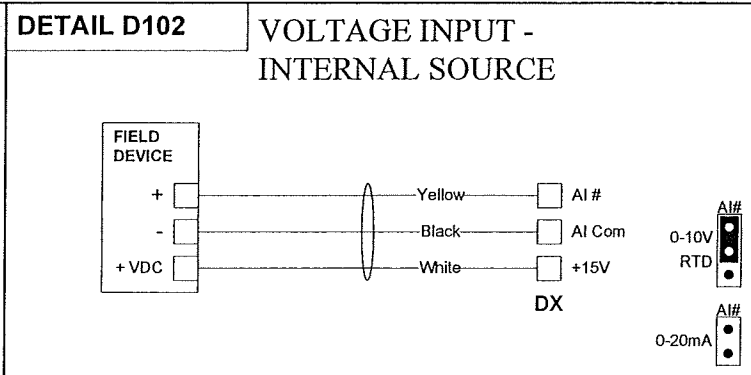 DETAIL D102
VOLTAGE INPUT -
INTERNAL SOURCE
FIELD
DEVICE
+ Yellow AI #
- Black AI Com
+ VDC White +15V
DX
AI#
0-10V
RTD
AI#
0-20mA